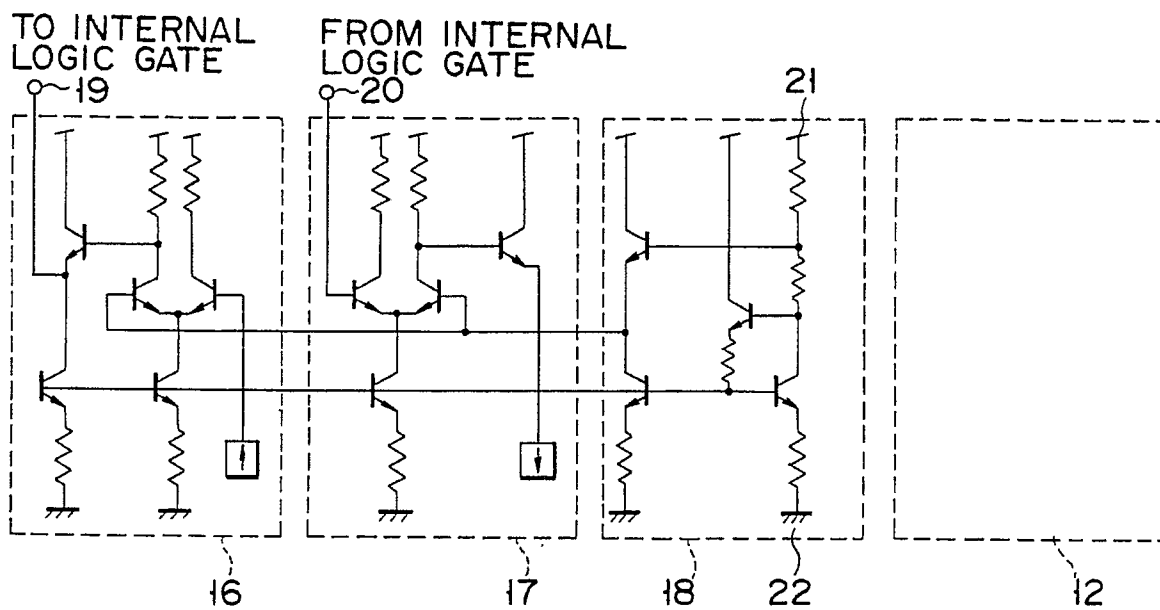 TO INTERNAL
LOGIC GATE
19
FROM INTERNAL
LOGIC GATE
20
21
16
17
18
22
12